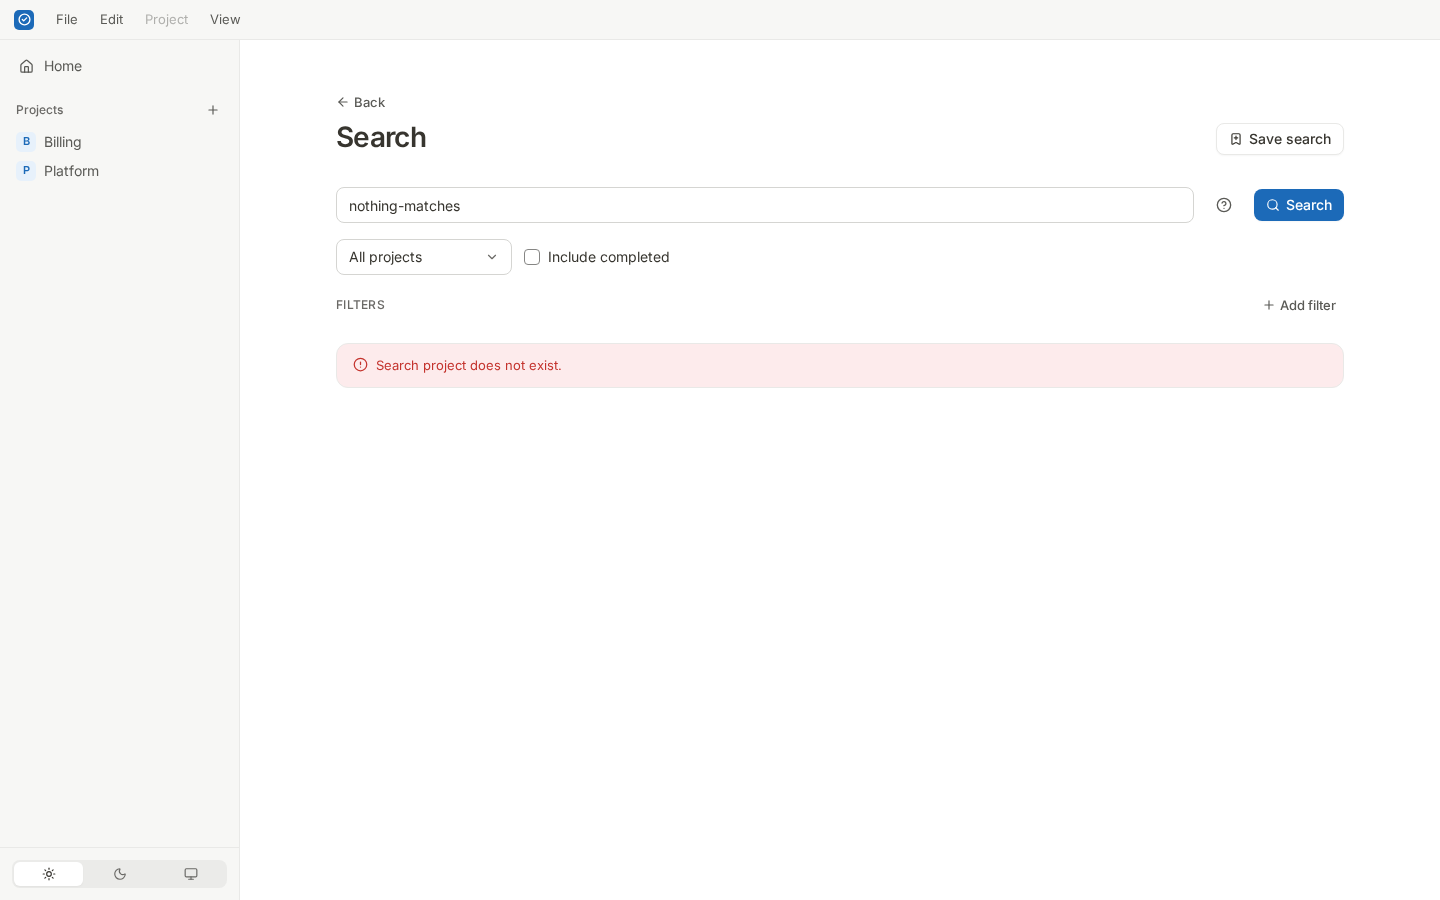 File Edit Project View
Home
Projects
B Billing
P Platform
Back
Search
Save search
nothing-matches
Search
All projects
Include completed
FILTERS
Add filter
Search project does not exist.